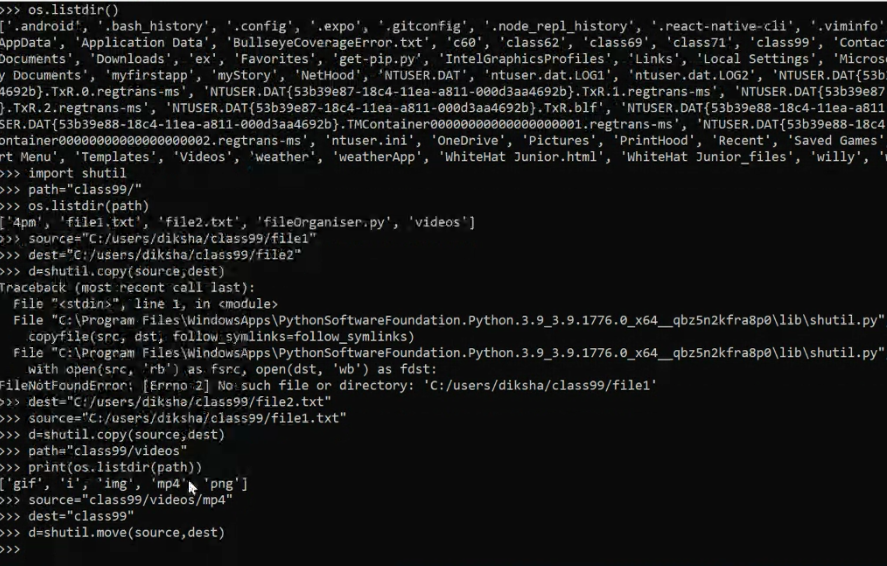 >>> os.listdir()
['.android', '.bash_history', '.config', '.expo', '.gitconfig', '.node_repl_history', '.react-native-cli', '.viminfo'
AppData', 'Application Data', 'BullseyeCoverageError.txt', 'c60', 'class62', 'class69', 'class71', 'class99', 'Contac
Documents', 'Downloads', 'ex', 'Favorites', 'get-pip.py', 'IntelGraphicsProfiles', 'Links', 'Local Settings', 'Micros
y Documents', 'myfirstapp', 'myStory', 'NetHood', 'NTUSER.DAT', 'ntuser.dat.LOG1', 'ntuser.dat.LOG2', 'NTUSER.DAT{53b
4692b}.TxR.0.regtrans-ms', 'NTUSER.DAT{53b39e87-18c4-11ea-a811-000d3aa4692b}.TxR.1.regtrans-ms', 'NTUSER.DAT{53b39e87
}.TxR.2.regtrans-ms', 'NTUSER.DAT{53b39e87-18c4-11ea-a811-000d3aa4692b}.TxR.blf', 'NTUSER.DAT{53b39e88-18c4-11ea-a811
SER.DAT{53b39e88-18c4-11ea-a811-000d3aa4692b}.TMContainer00000000000000000001.regtrans-ms', 'NTUSER.DAT{53b39e88-18c4
ontainer00000000000000000002.regtrans-ms', 'ntuser.ini', 'OneDrive', 'Pictures', 'PrintHood', 'Recent', 'Saved Games'
rt Menu', 'Templates', 'Videos', 'weather', 'weatherApp', 'WhiteHat Junior.html', 'WhiteHat Junior_files', 'willy',
>>> import shutil
>>> path="class99/"
>>> os.listdir(path)
['4pm', 'file1.txt', 'file2.txt', 'fileOrganiser.py', 'videos']
>>> source="C:/users/diksha/class99/file1"
>>> dest="C:/users/diksha/class99/file2"
>>> d=shutil.copy(source,dest)
Traceback (most recent call last):
  File "<stdin>", line 1, in <module>
  File "C:\Program Files\WindowsApps\PythonSoftwareFoundation.Python.3.9_3.9.1776.0_x64__qbz5n2kfra8p0\lib\shutil.py"
    copyfile(src, dst, follow_symlinks=follow_symlinks)
  File "C:\Program Files\WindowsApps\PythonSoftwareFoundation.Python.3.9_3.9.1776.0_x64__qbz5n2kfra8p0\lib\shutil.py"
    with open(src, 'rb') as fsrc, open(dst, 'wb') as fdst:
FileNotFoundError: [Errno 2] No such file or directory: 'C:/users/diksha/class99/file1'
>>> dest="C:/users/diksha/class99/file2.txt"
>>> source="C:/users/diksha/class99/file1.txt"
>>> d=shutil.copy(source,dest)
>>> path="class99/videos"
>>> print(os.listdir(path))
['gif', 'i', 'img', 'mp4', 'png']
>>> source="class99/videos/mp4"
>>> dest="class99"
>>> d=shutil.move(source,dest)
>>>